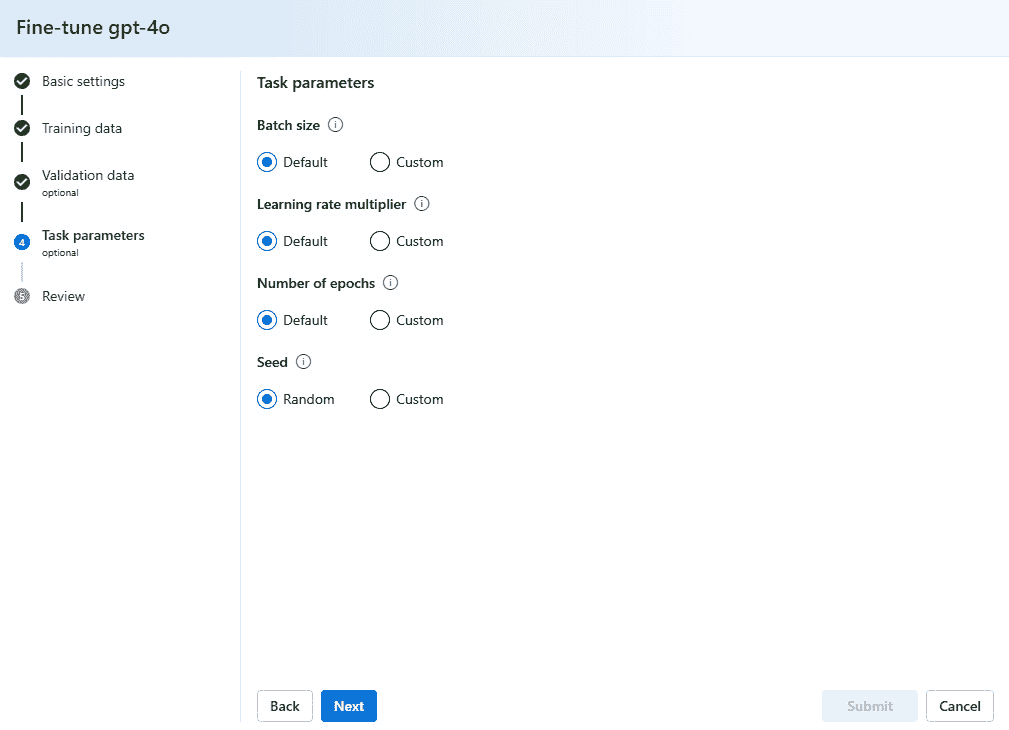 Fine-tune gpt-4o
Basic settings
Training data
Validation data
optional
4
Task parameters
optional
5
Review
Task parameters
Batch size
Default Custom
Learning rate multiplier
Default Custom
Number of epochs
Default Custom
Seed
Random Custom
Back Next Submit Cancel